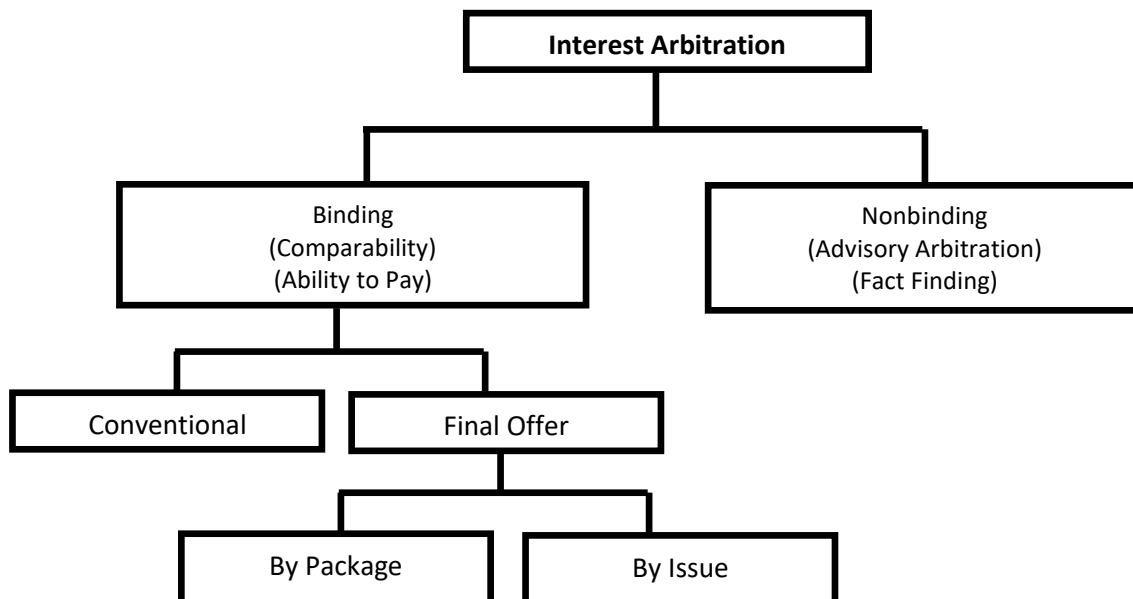 Interest Arbitration
Binding
(Comparability)
(Ability to Pay)
Nonbinding
(Advisory Arbitration)
(Fact Finding)
Conventional
Final Offer
By Package
By Issue